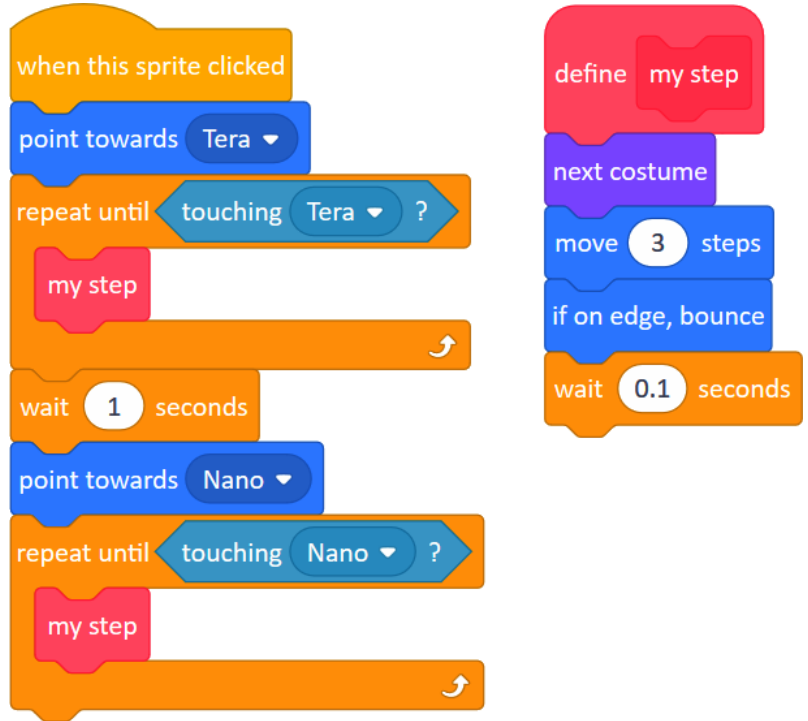 when this sprite clicked
point towards Tera
repeat until touching Tera ?
my step
wait 1 seconds
point towards Nano
repeat until touching Nano ?
my step
define my step
next costume
move 3 steps
if on edge, bounce
wait 0.1 seconds